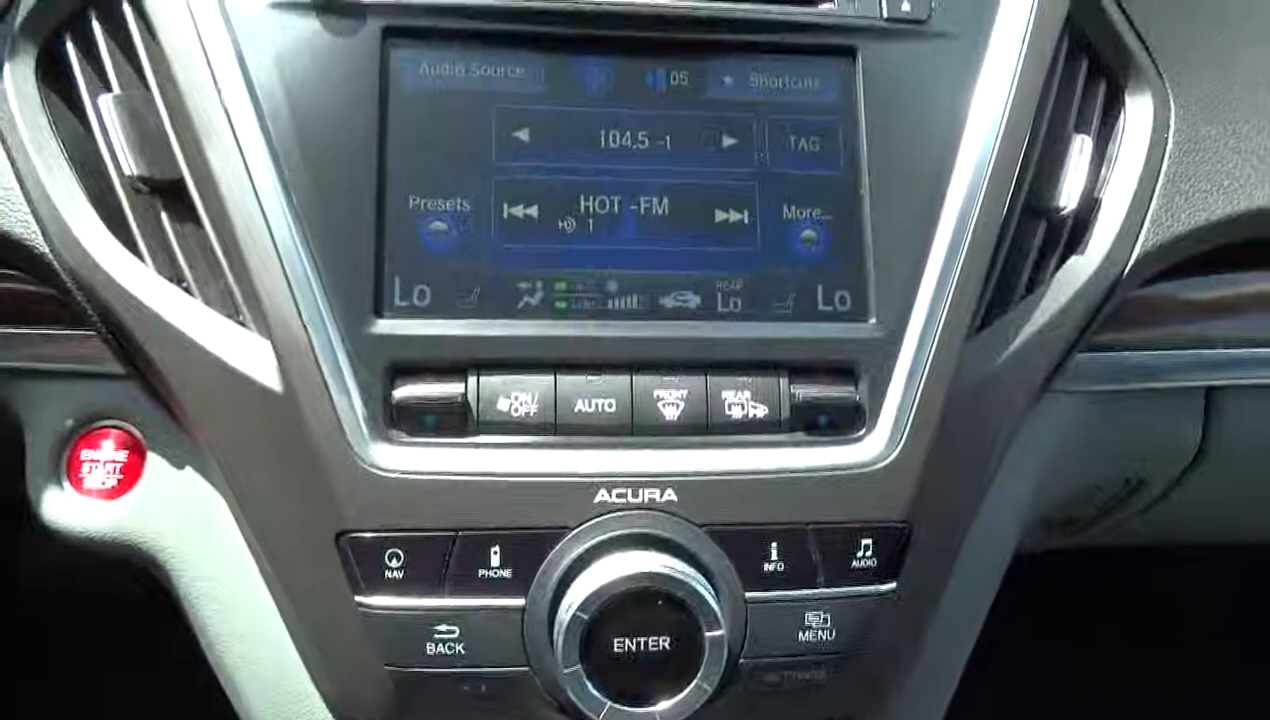 Audio Source
05
Shortcuts
104.5 -1
TAG
Presets
HOT -FM
HD 1
More...
Lo
REAR
Lo
Lo
ON/
OFF
AUTO
FRONT
REAR
ENGINE
START
STOP
ACURA
NAV
PHONE
INFO
AUDIO
BACK
ENTER
MENU